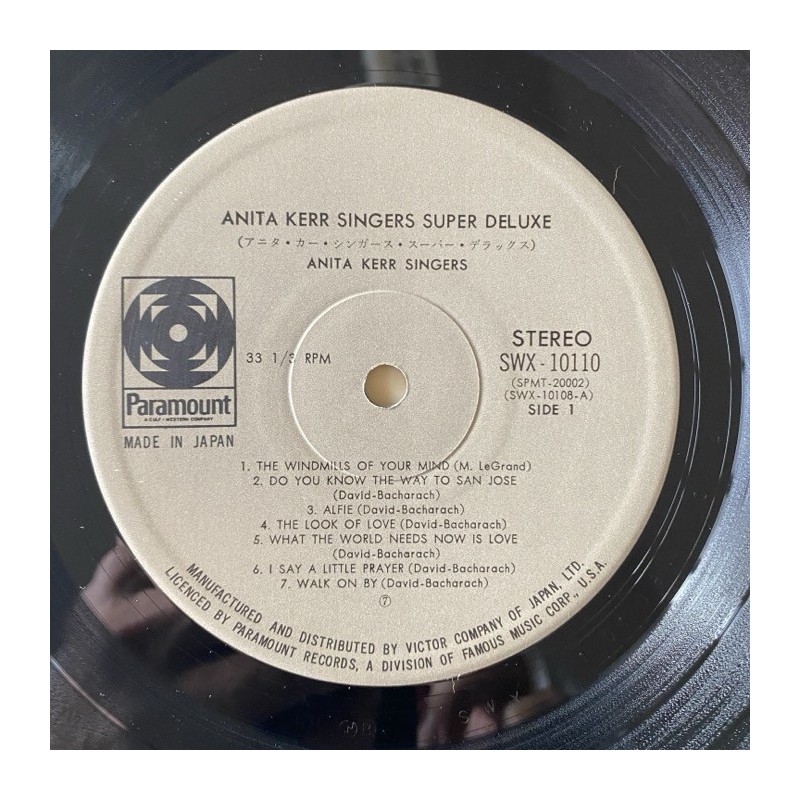 ANITA KERR SINGERS SUPER DELUXE
(アニタ・カー・シンガース・スーパー・デラックス)
ANITA KERR SINGERS
Paramount
A GULF + WESTERN COMPANY
MADE IN JAPAN
33 1/3 RPM
STEREO
SWX-10110
(SPMT-20002)
(SWX-10108-A)
SIDE 1
1. THE WINDMILLS OF YOUR MIND (M. LeGrand)
2. DO YOU KNOW THE WAY TO SAN JOSE
(David-Bacharach)
3. ALFIE (David-Bacharach)
4. THE LOOK OF LOVE (David-Bacharach)
5. WHAT THE WORLD NEEDS NOW IS LOVE
(David-Bacharach)
6. I SAY A LITTLE PRAYER (David-Bacharach)
7. WALK ON BY (David-Bacharach)
⑦
MANUFACTURED AND DISTRIBUTED BY VICTOR COMPANY OF JAPAN, LTD.
LICENCED BY PARAMOUNT RECORDS, A DIVISION OF FAMOUS MUSIC CORP., U.S.A.
S W X